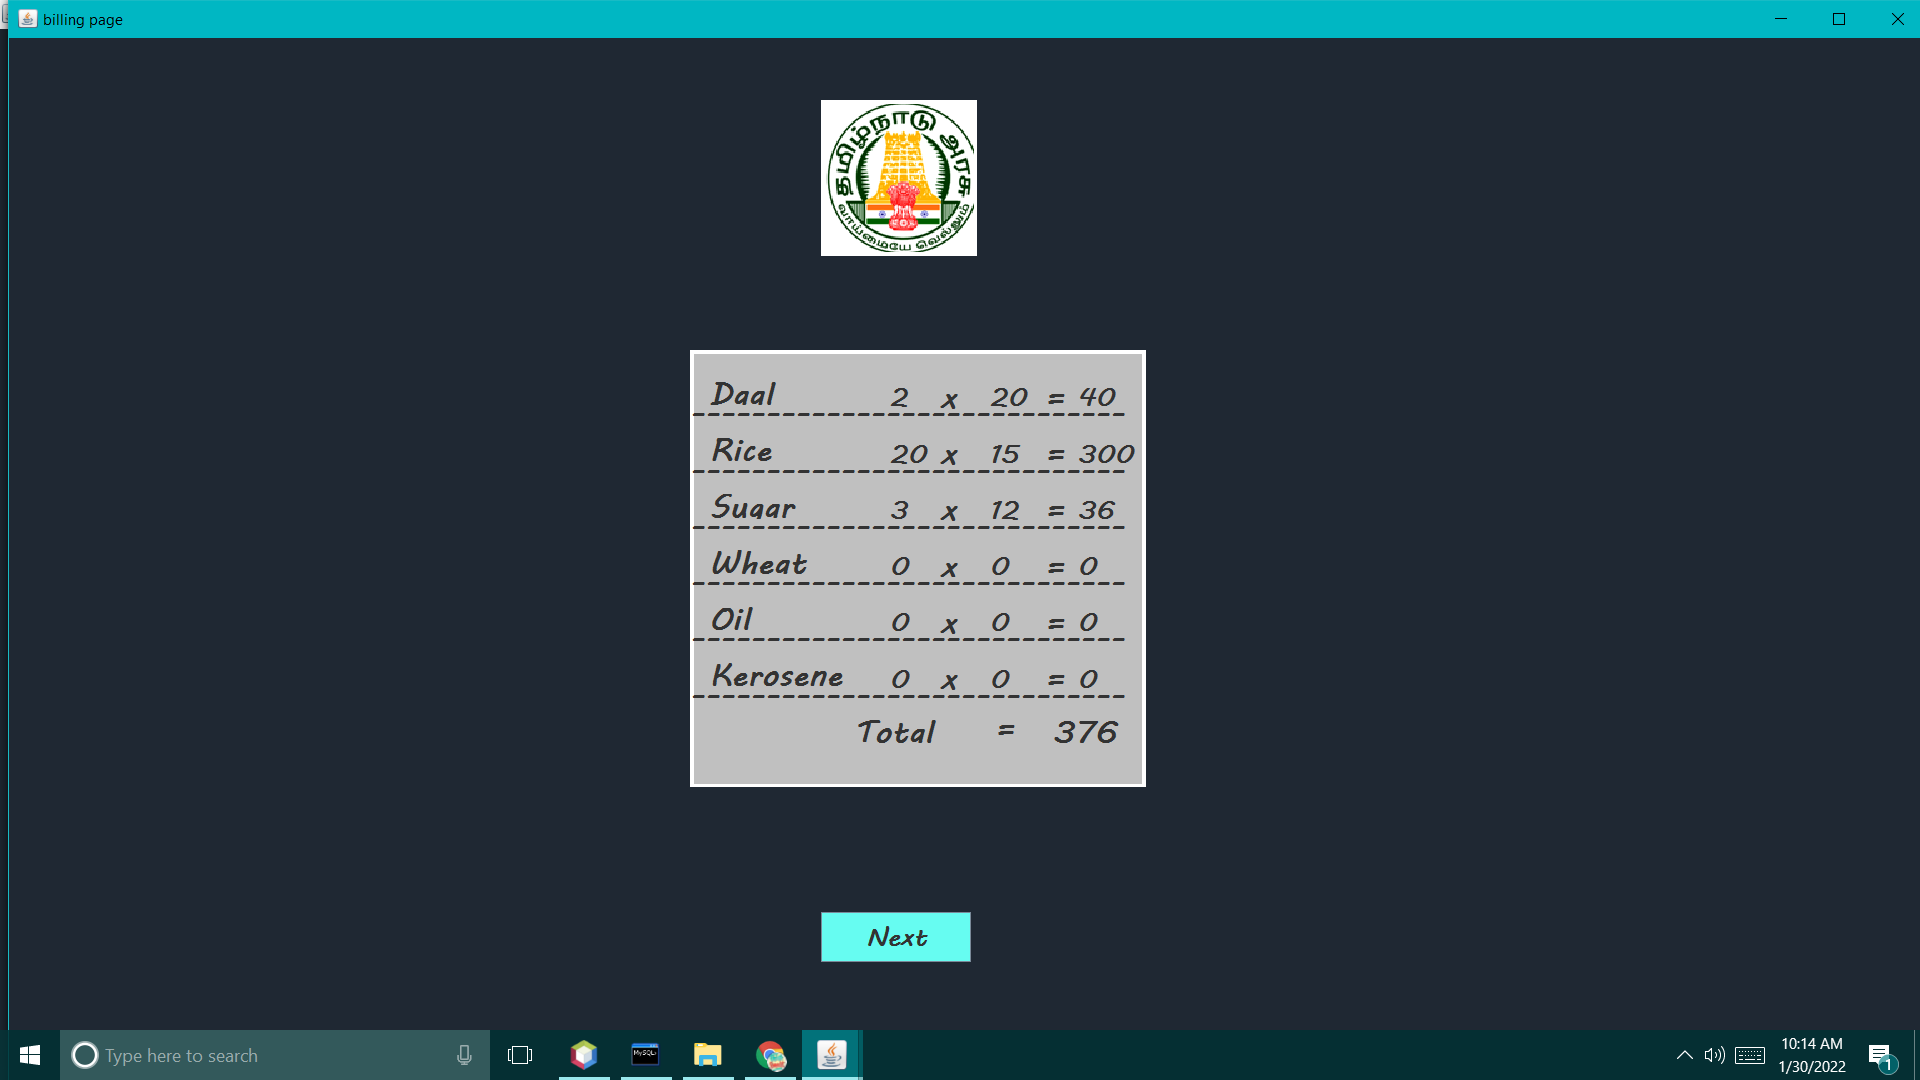 billing page
தமிழ்நாடு அரசு
வாய்மையே வெல்லும்
Daal 2 x 20 = 40
Rice 20 x 15 = 300
Sugar 3 x 12 = 36
Wheat 0 x 0 = 0
Oil 0 x 0 = 0
Kerosene 0 x 0 = 0
Total = 376
Next
Type here to search
MySQL
10:14 AM
1/30/2022
1